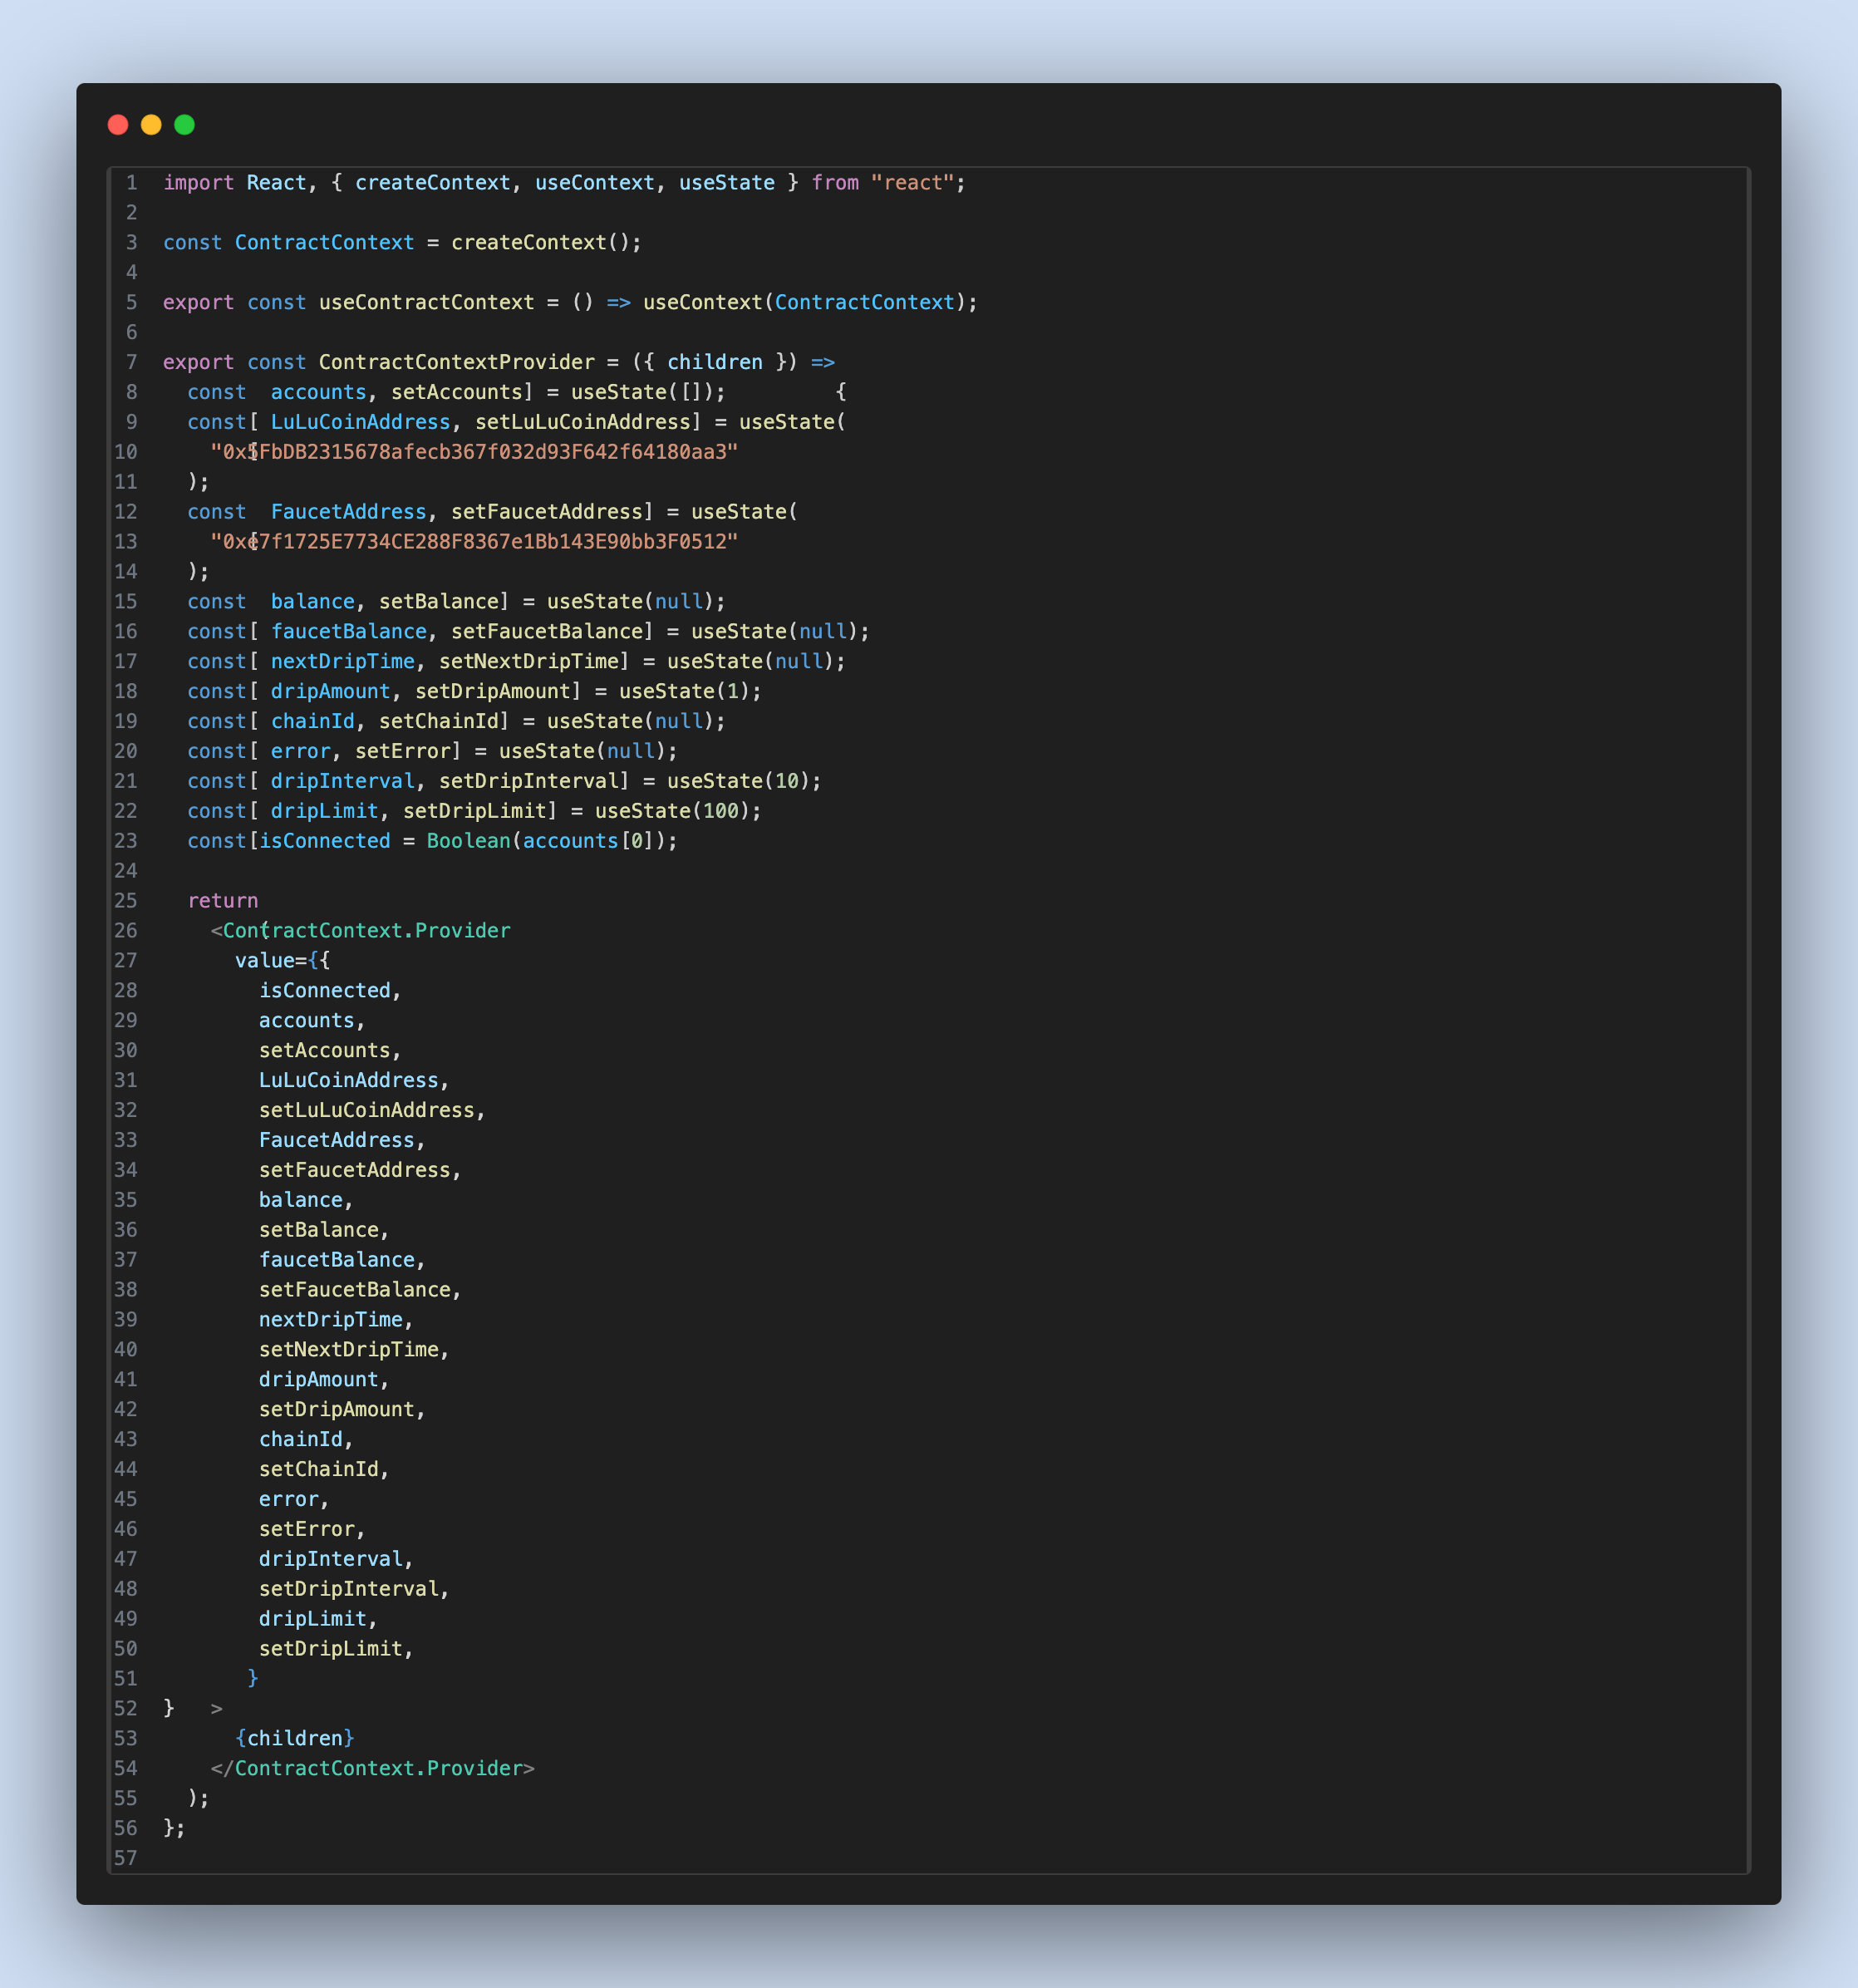 1 import React, { createContext, useContext, useState } from "react";
2
3 const ContractContext = createContext();
4
5 export const useContractContext = () => useContext(ContractContext);
6
7 export const ContractContextProvider = ({ children }) =>
8   const  accounts, setAccounts] = useState([]);         {
9   const[ LuLuCoinAddress, setLuLuCoinAddress] = useState(
10     "0x5FbDB2315678afecb367f032d93F642f64180aa3"
11   );
12   const  FaucetAddress, setFaucetAddress] = useState(
13     "0xe7f1725E7734CE288F8367e1Bb143E90bb3F0512"
14   );
15   const  balance, setBalance] = useState(null);
16   const[ faucetBalance, setFaucetBalance] = useState(null);
17   const[ nextDripTime, setNextDripTime] = useState(null);
18   const[ dripAmount, setDripAmount] = useState(1);
19   const[ chainId, setChainId] = useState(null);
20   const[ error, setError] = useState(null);
21   const[ dripInterval, setDripInterval] = useState(10);
22   const[ dripLimit, setDripLimit] = useState(100);
23   const[isConnected = Boolean(accounts[0]);
24
25   return
26     <ContractContext.Provider
27       value={{
28         isConnected,
29         accounts,
30         setAccounts,
31         LuLuCoinAddress,
32         setLuLuCoinAddress,
33         FaucetAddress,
34         setFaucetAddress,
35         balance,
36         setBalance,
37         faucetBalance,
38         setFaucetBalance,
39         nextDripTime,
40         setNextDripTime,
41         dripAmount,
42         setDripAmount,
43         chainId,
44         setChainId,
45         error,
46         setError,
47         dripInterval,
48         setDripInterval,
49         dripLimit,
50         setDripLimit,
51        }
52 }   >
53       {children}
54     </ContractContext.Provider>
55   );
56 };
57